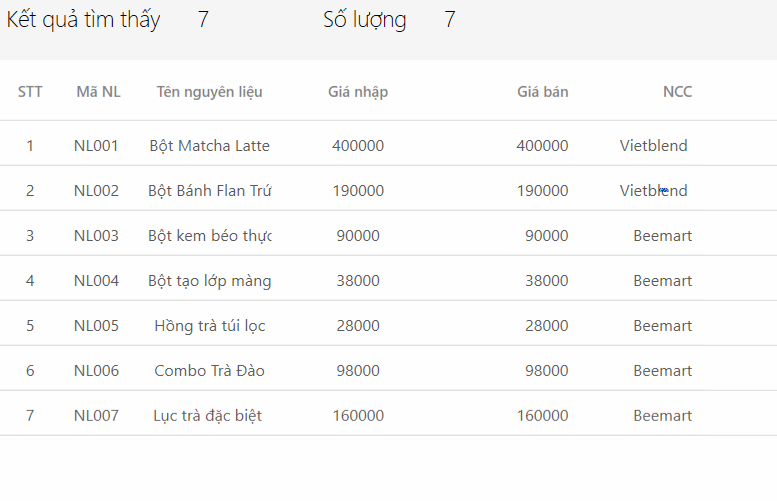 Kết quả tìm thấy 7 Số lượng 7
STT Mã NL Tên nguyên liệu Giá nhập Giá bán NCC
1 NL001 Bột Matcha Latte 400000 400000 Vietblend
2 NL002 Bột Bánh Flan Trứ 190000 190000 Vietblend
3 NL003 Bột kem béo thực 90000 90000 Beemart
4 NL004 Bột tạo lớp màng 38000 38000 Beemart
5 NL005 Hồng trà túi lọc 28000 28000 Beemart
6 NL006 Combo Trà Đào 98000 98000 Beemart
7 NL007 Lục trà đặc biệt 160000 160000 Beemart